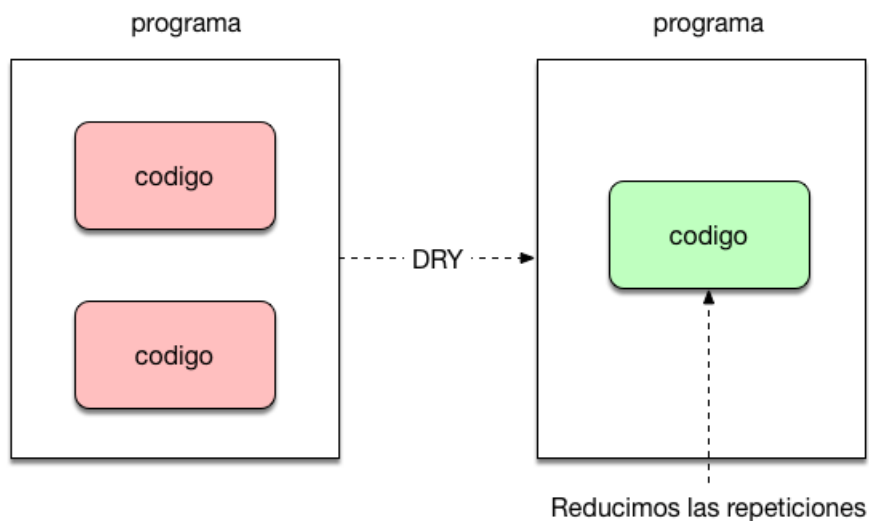 programa
codigo
codigo
DRY
programa
codigo
Reducimos las repeticiones